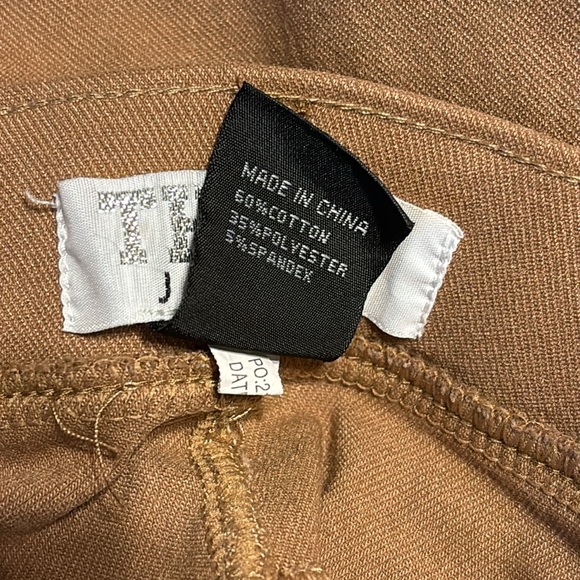 MADE IN CHINA
60%COTTON
35%POLYESTER
5%SPANDEX
J
PO:2
DAT